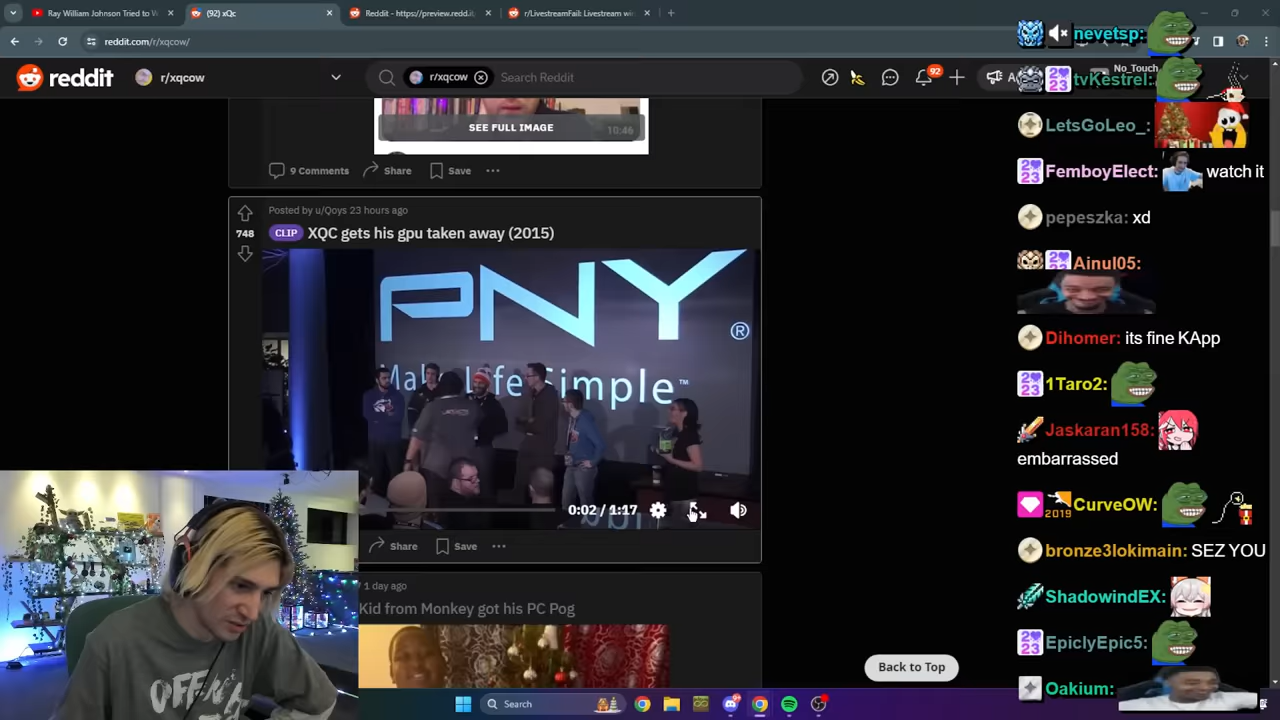 Ray William Johnson Tried to W
(92) xQc
Reddit - https://preview.redd.i
r/LivestreamFail: Livestream wi
reddit.com/r/xqcow/
reddit
r/xqcow
r/xqcow
Search Reddit
92
No_Touch
SEE FULL IMAGE
10:46
9 Comments
Share
Save
Posted by u/Qoys 23 hours ago
748
CLIP XQC gets his gpu taken away (2015)
PNY
®
Make Life Simple™
0:02 / 1:17
Share
Save
1 day ago
Kid from Monkey got his PC Pog
Back to Top
Search
nevetsp:
tvKestrel:
LetsGoLeo_:
FemboyElect: watch it
pepeszka: xd
Ainul05:
Dihomer: its fine KApp
1Taro2:
Jaskaran158:
embarrassed
2019 CurveOW:
bronze3lokimain: SEZ YOU
ShadowindEX:
EpiclyEpic5:
Oakium: